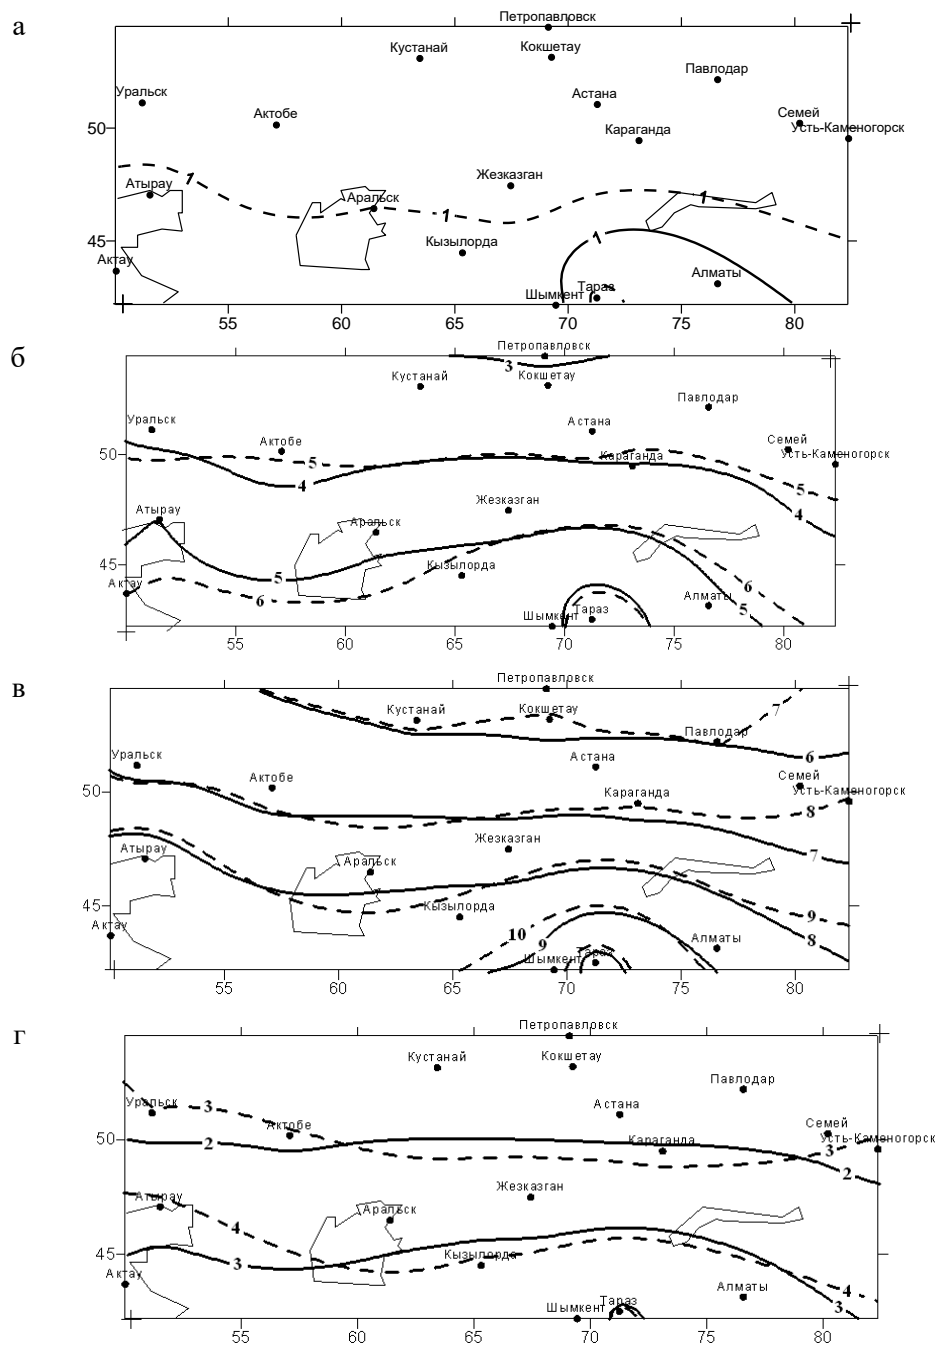 а
Петропавловск
Кустанай
Кокшетау
Павлодар
Уральск
Актобе
Астана
Семей
50
Караганда
Усть-Каменогорск
Жезказган
Атырау
1
Аральск
1
1
45
Кызылорда
1
Актау
Алматы
Шымкент
Тараз
55 60 65 70 75 80
б
Петропавловск
3
Кустанай
Кокшетау
Павлодар
Уральск
Актобе
Астана
Семей
50
5
Караганда
Усть-Каменогорск
4
5
Жезказган
4
Атырау
Аральск
45
5
Кызылорда
6
Актау
6
Алматы
5
Шымкент
Тараз
55 60 65 70 75 80
в
Петропавловск
Кустанай
Кокшетау
7
Павлодар
Уральск
6
Астана
Актобе
Семей
50
Караганда
Усть-Каменогорск
8
Жезказган
7
Атырау
Аральск
45
Кызылорда
9
Актау
10
9
Алматы
8
Шымкент
Тараз
55 60 65 70 75 80
г
Петропавловск
Кустанай
Кокшетау
Павлодар
Уральск
3
Астана
Актобе
Семей
50
2
Караганда
3
Усть-Каменогорск
2
Жезказган
Атырау
Аральск
4
45
3
Кызылорда
Актау
4
Алматы
3
Шымкент
Тараз
55 60 65 70 75 80